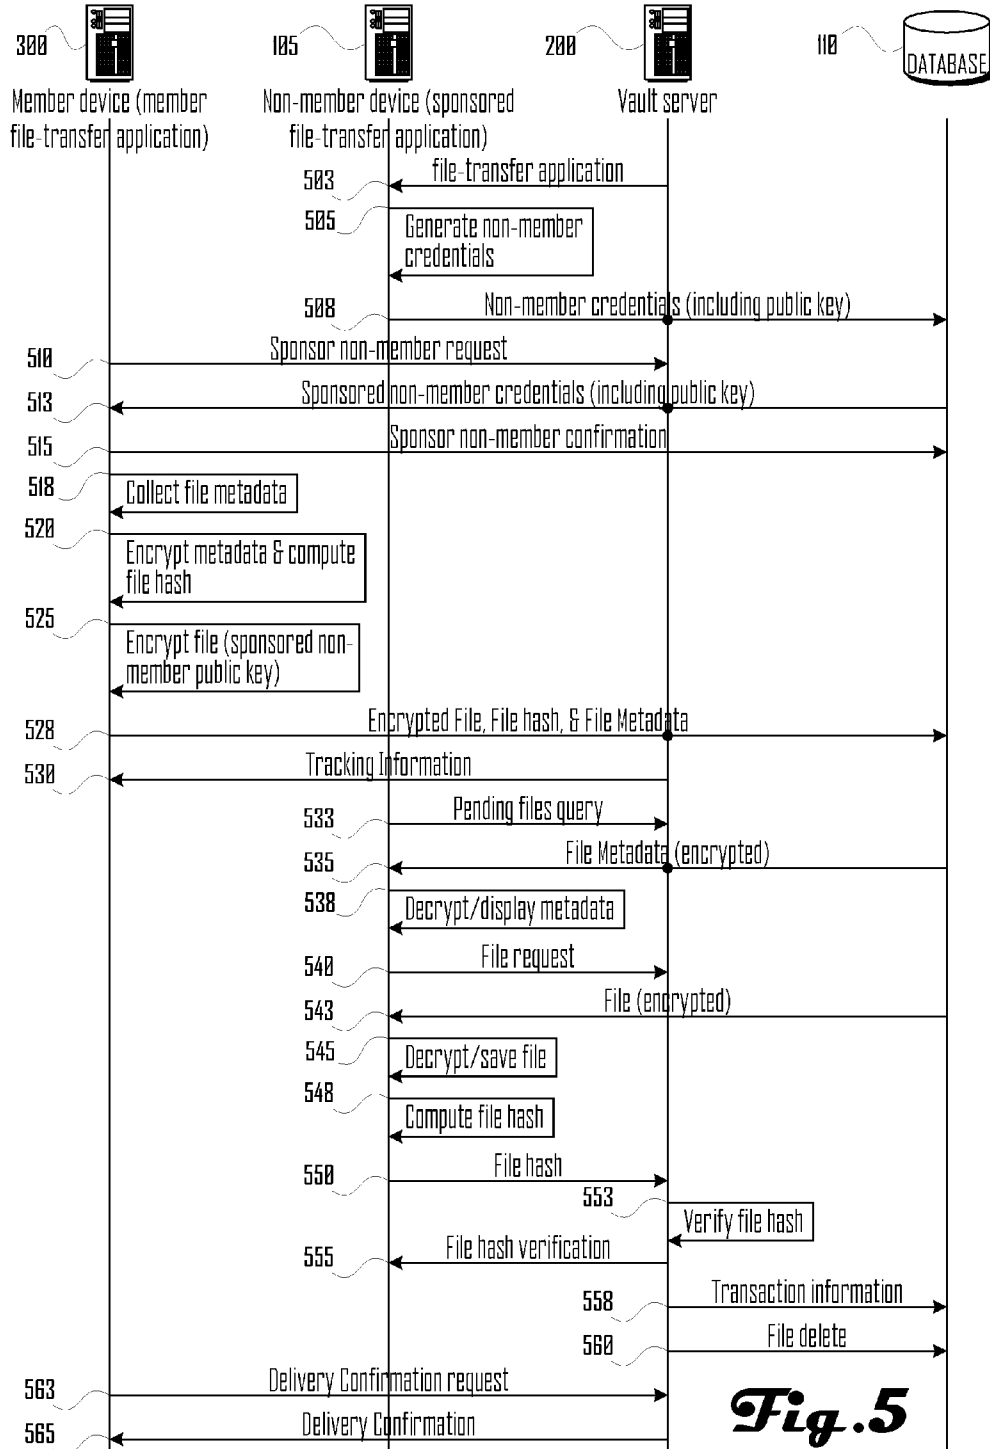 300
105
200
110
DATABASE
Member device (member
file-transfer application)
Non-member device (sponsored
file-transfer application)
Vault server
503
file-transfer application
505
Generate non-member
credentials
508
Non-member credentials (including public key)
510
Sponsor non-member request
513
Sponsored non-member credentials (including public key)
515
Sponsor non-member confirmation
518
Collect file metadata
520
Encrypt metadata & compute
file hash
525
Encrypt file (sponsored non-
member public key)
528
Encrypted File, File hash, & File Metadata
530
Tracking Information
533
Pending files query
535
File Metadata (encrypted)
538
Decrypt/display metadata
540
File request
543
File (encrypted)
545
Decrypt/save file
548
Compute file hash
550
File hash
553
Verify file hash
555
File hash verification
558
Transaction information
560
File delete
563
Delivery Confirmation request
565
Delivery Confirmation
Fig.5